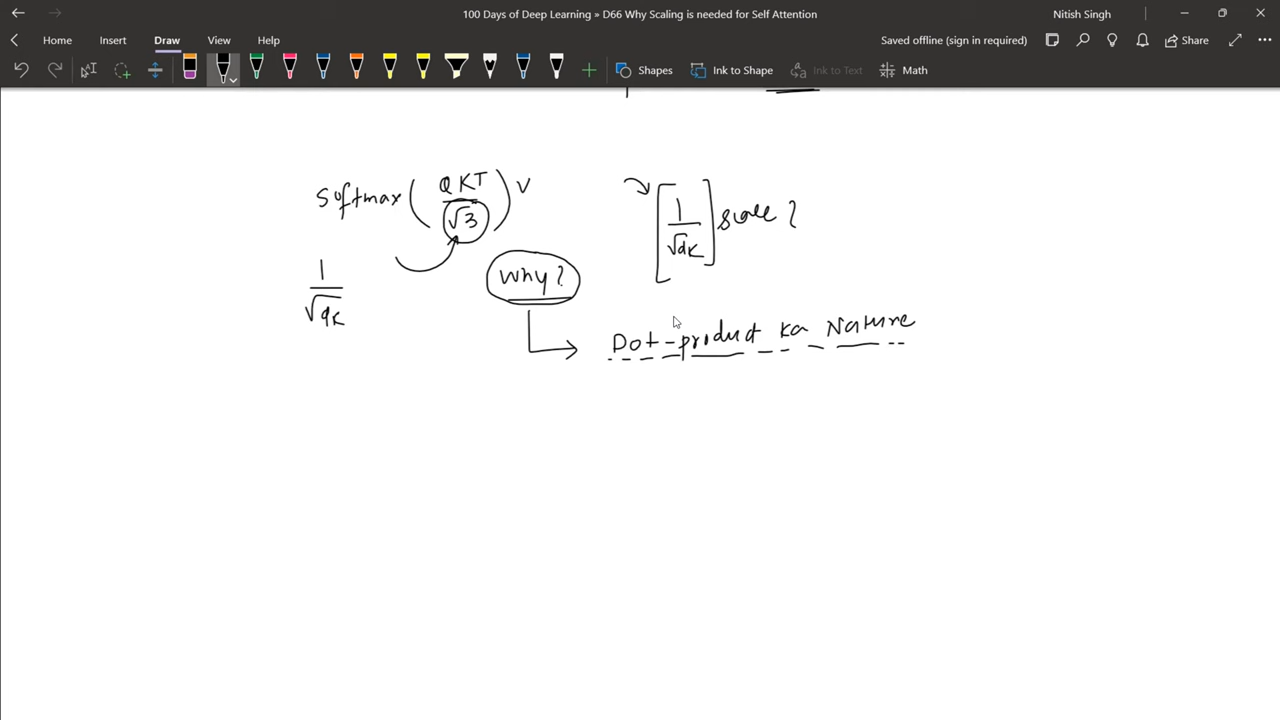 100 Days of Deep Learning » D66 Why Scaling is needed for Self Attention
Nitish Singh
Home Insert Draw View Help
Saved offline (sign in required)
Share
Shapes
Ink to Shape
Ink to Text
Math
Softmax ( QKT / √3 ) V
[ 1 / √dK ] scale ?
1 / √dK
Why?
Dot-product ka Nature